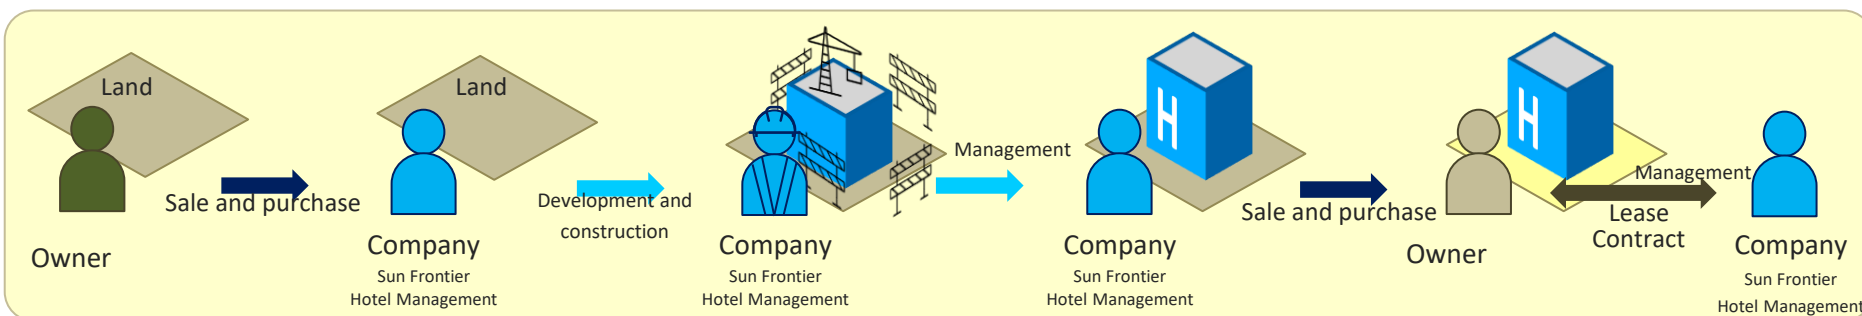 Land
Owner
Sale and purchase
Land
Company
Sun Frontier
Hotel Management
Development and
construction
Company
Sun Frontier
Hotel Management
Management
H
Company
Sun Frontier
Hotel Management
Sale and purchase
H
Owner
Management
Lease
Contract
Company
Sun Frontier
Hotel Management